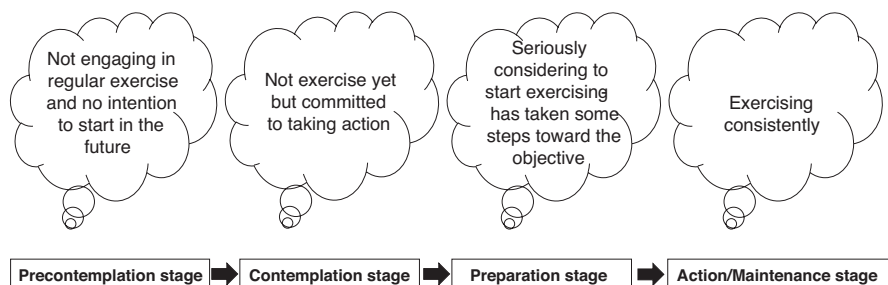 Not engaging in
regular exercise
and no intention
to start in the
future
Not exercise yet
but committed
to taking action
Seriously
considering to
start exercising-
has taken some
steps toward the
objective
Exercising
consistently
Precontemplation stage
Contemplation stage
Preparation stage
Action/Maintenance stage